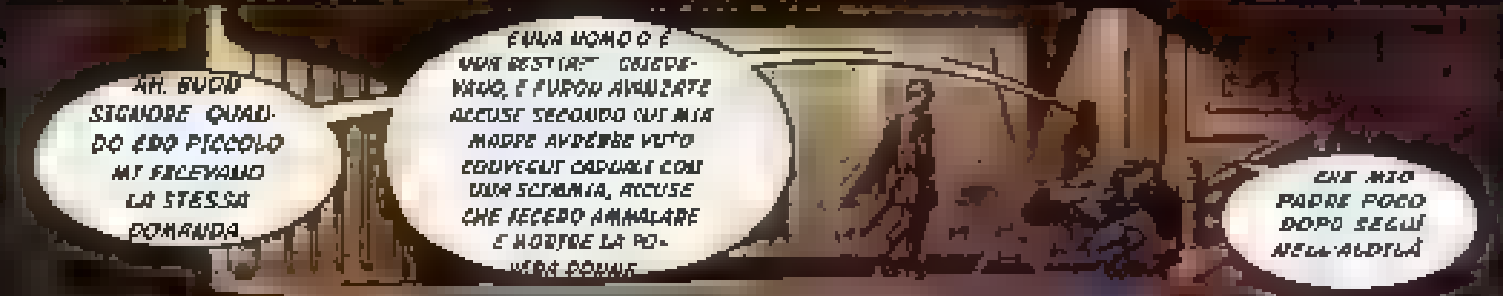 AH. BUON
SIGNORE QUAN-
DO ERO PICCOLO
MI FACEVANO
LA STESSA
DOMANDA
È UNA UOMO O È
UNA BESTIA? CHIEDE-
VANO, E FURON AVANZATE
ACCUSE SECONDO CUI MIA
MADRE AVREBBE AVUTO
CONVEGNI CARNALI CON
UNA SCIMMIA, ACCUSE
CHE FECERO AMMALARE
E MORIRE LA PO-
VERA DONNA
CHE MIO
PADRE POCO
DOPO SEGUÌ
NELL'ALDILÀ